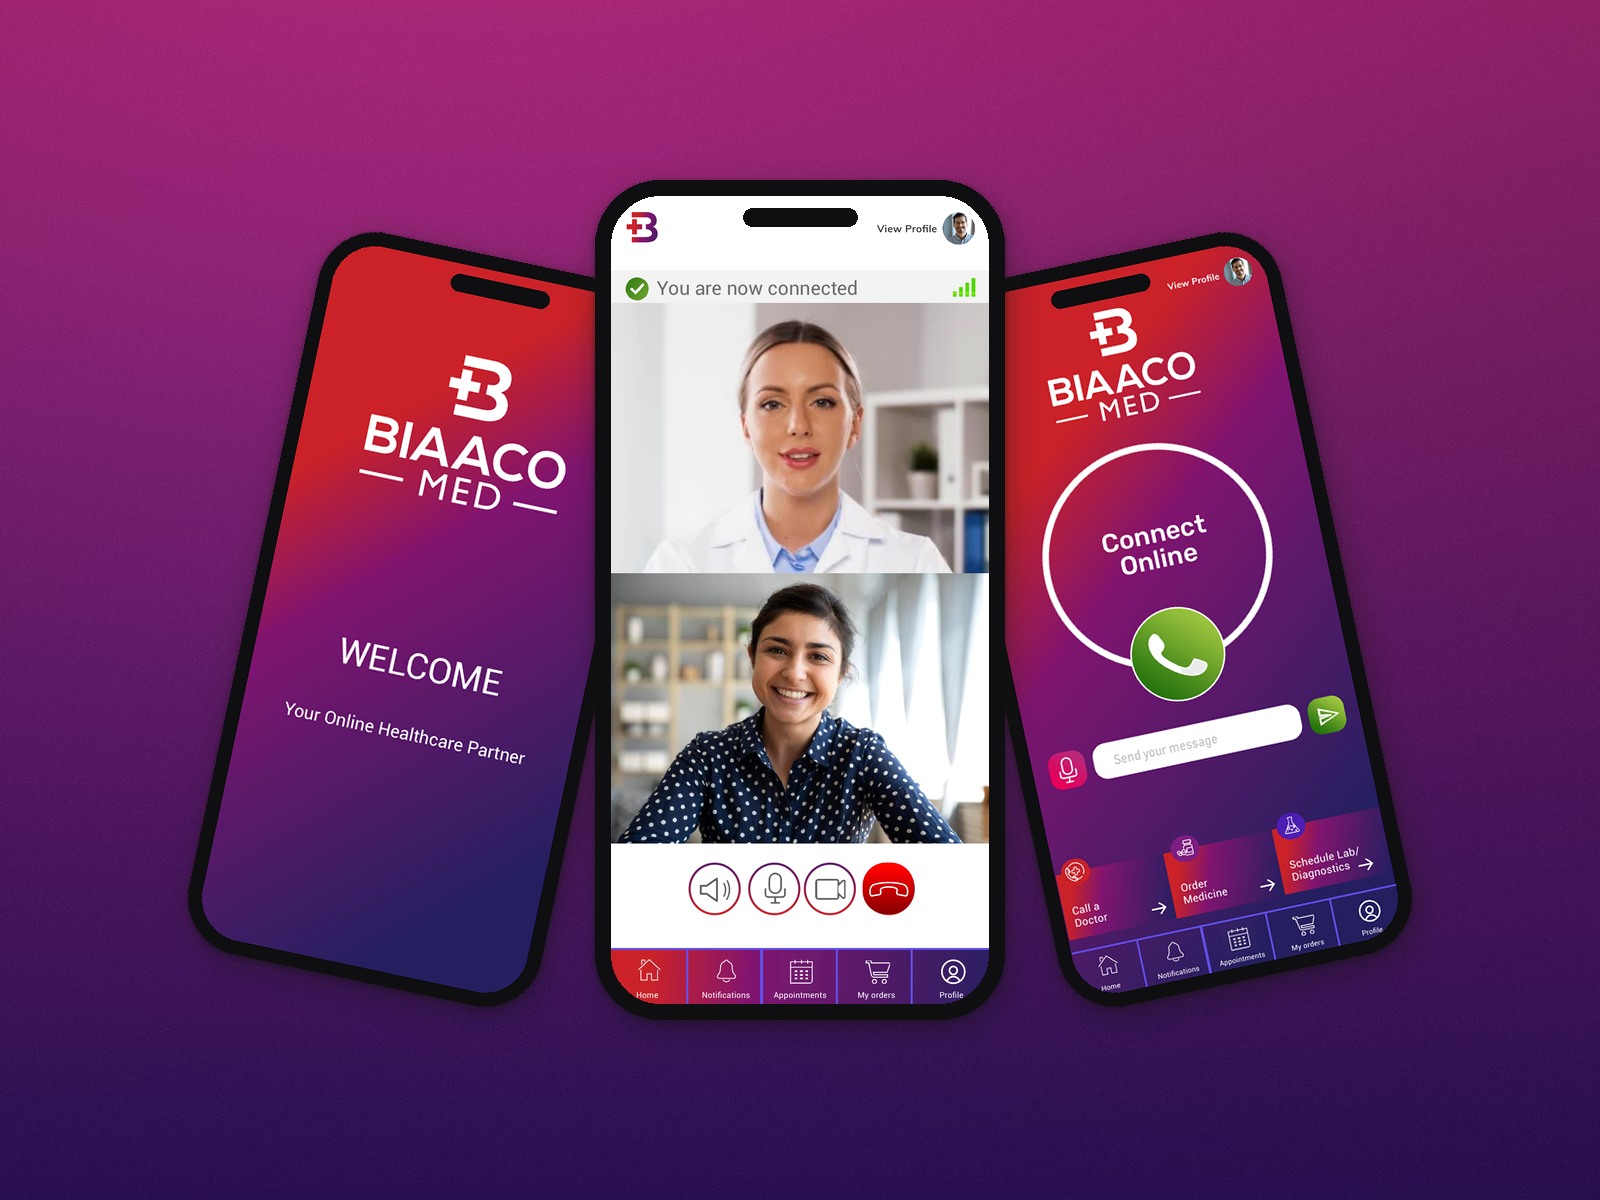 BIAACO
MED
WELCOME
Your Online Healthcare Partner
View Profile
You are now connected
Home
Notifications
Appointments
My orders
Profile
View Profile
BIAACO
MED
Connect
Online
Send your message
Call a
Doctor
Order
Medicine
Schedule Lab/
Diagnostics
Home
Notifications
Appointments
My orders
Profile